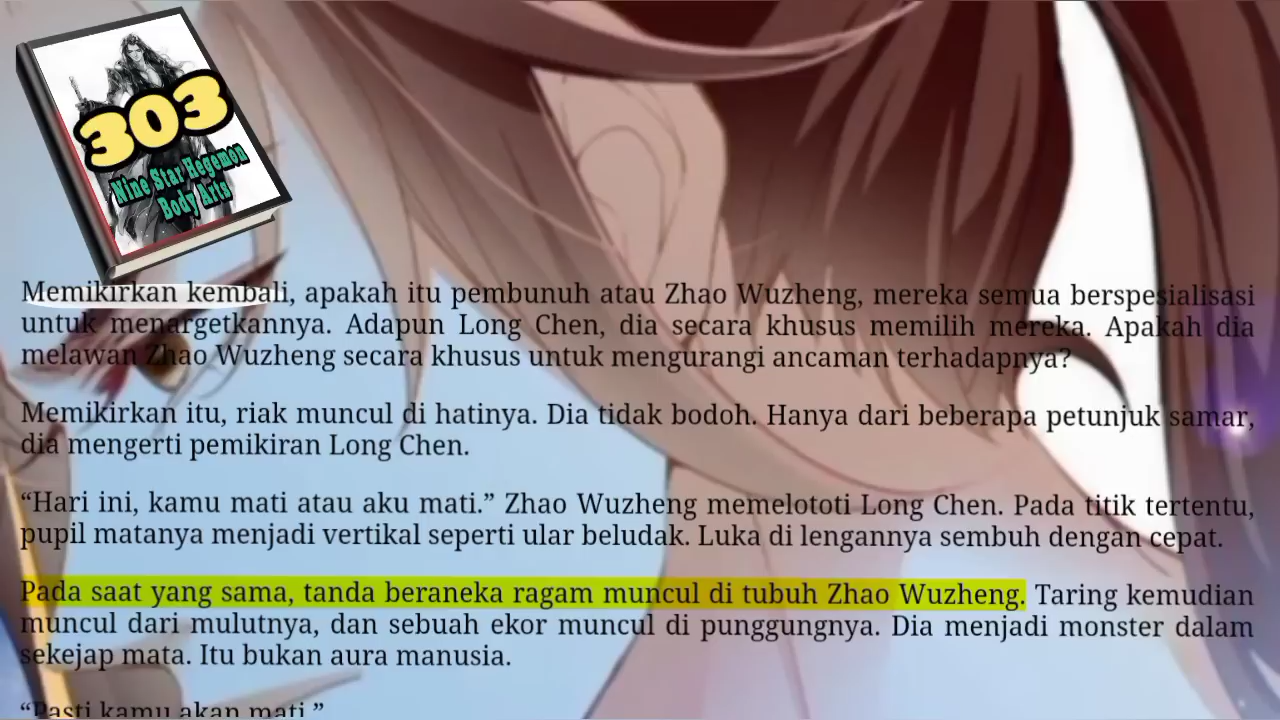 303
Nine Star Hegemon
Body Arts
Memikirkan kembali, apakah itu pembunuh atau Zhao Wuzheng, mereka semua berspesialisasi
untuk menargetkannya. Adapun Long Chen, dia secara khusus memilih mereka. Apakah dia
melawan Zhao Wuzheng secara khusus untuk mengurangi ancaman terhadapnya?
Memikirkan itu, riak muncul di hatinya. Dia tidak bodoh. Hanya dari beberapa petunjuk samar,
dia mengerti pemikiran Long Chen.
“Hari ini, kamu mati atau aku mati.” Zhao Wuzheng memelototi Long Chen. Pada titik tertentu,
pupil matanya menjadi vertikal seperti ular beludak. Luka di lengannya sembuh dengan cepat.
Pada saat yang sama, tanda beraneka ragam muncul di tubuh Zhao Wuzheng. Taring kemudian
muncul dari mulutnya, dan sebuah ekor muncul di punggungnya. Dia menjadi monster dalam
sekejap mata. Itu bukan aura manusia.
“Pasti kamu akan mati.”